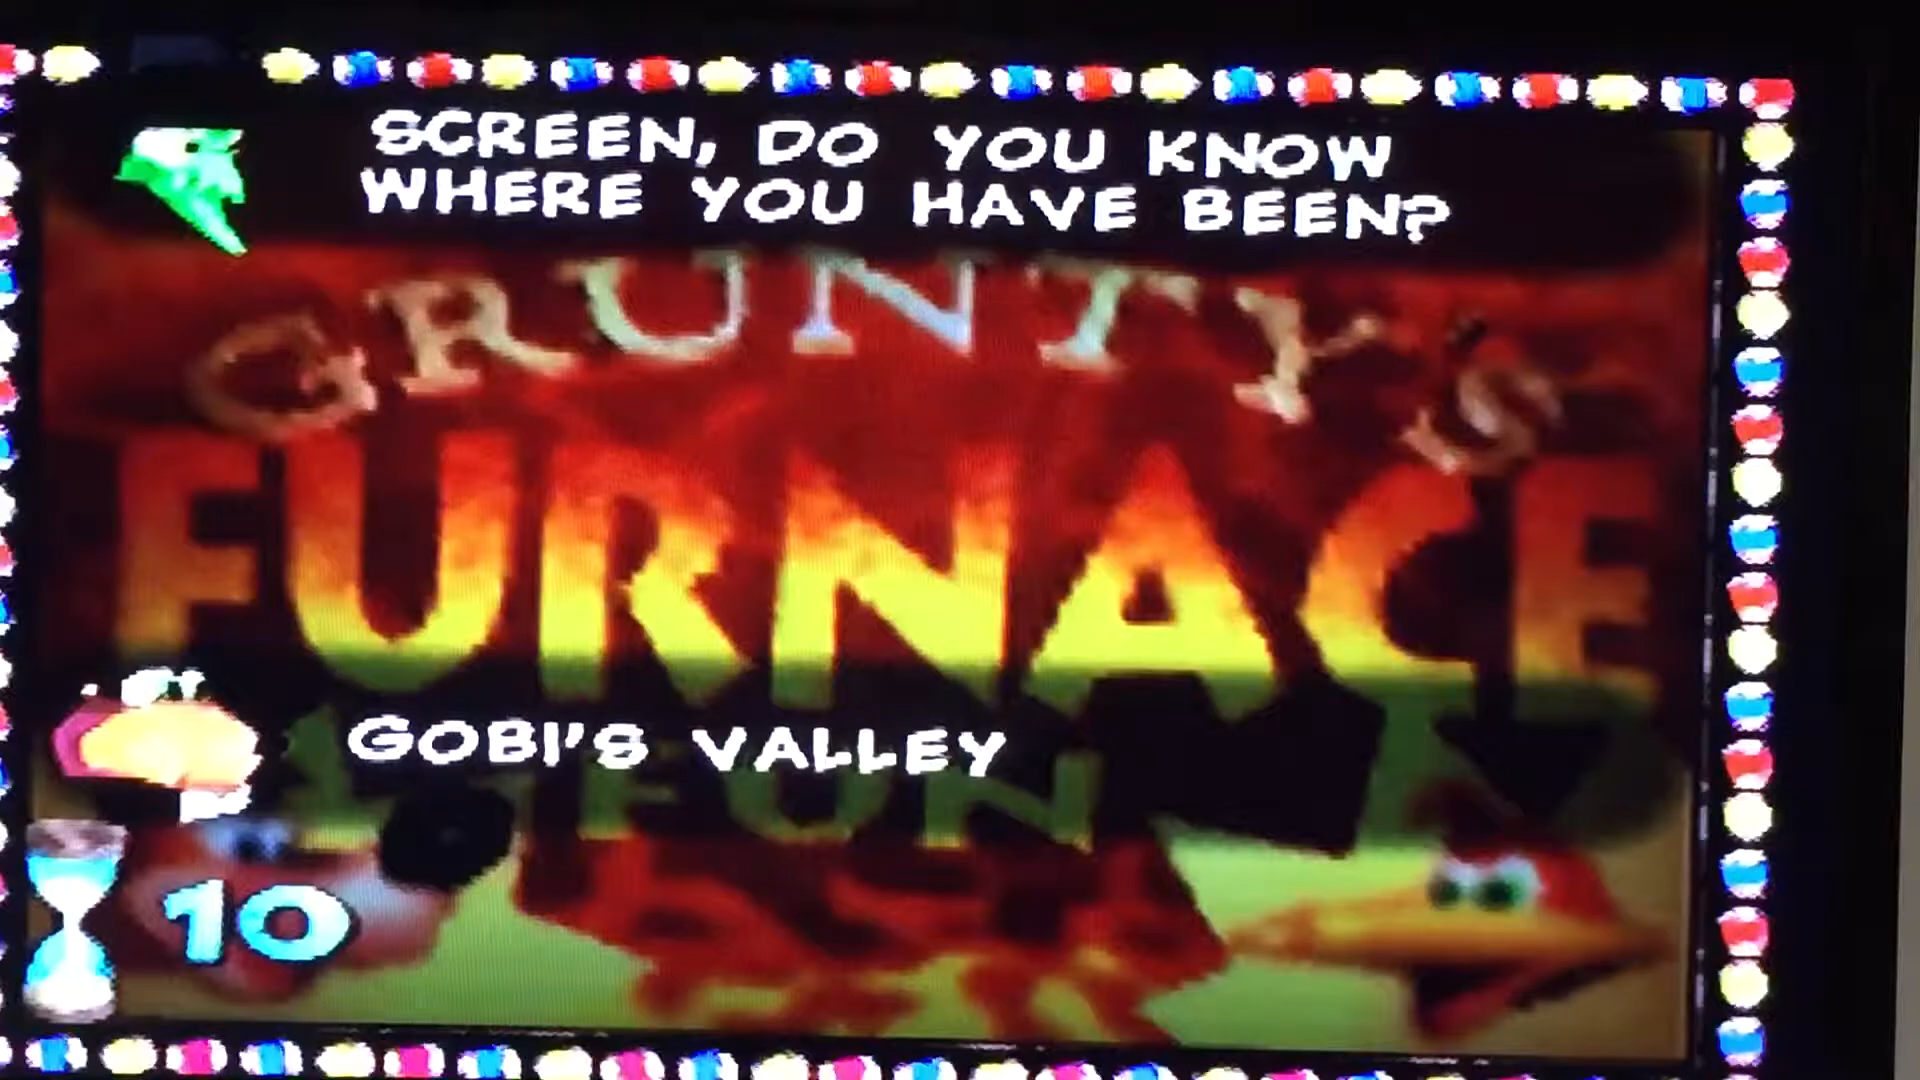 SCREEN, DO YOU KNOW
WHERE YOU HAVE BEEN?
GRUNTY'S
FURNACE
FUN
GOBI'S VALLEY
10